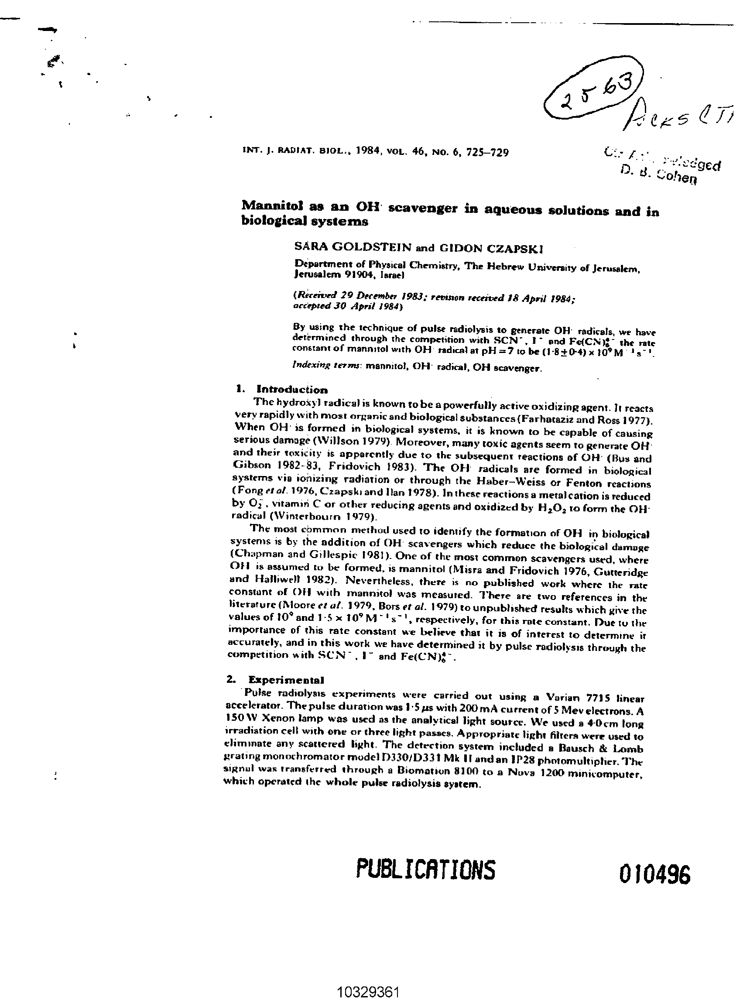 2563
Acks CTR
D. B. Cohen
INT. J. RADIAT. BIOL., 1984, VOL. 46, NO. 6, 725–729
Mannitol as an OH· scavenger in aqueous solutions and in
biological systems
SARA GOLDSTEIN and GIDON CZAPSKI
Department of Physical Chemistry, The Hebrew University of Jerusalem,
Jerusalem 91904, Israel
(Received 29 December 1983; revision received 18 April 1984;
accepted 30 April 1984)
By using the technique of pulse radiolysis to generate OH· radicals, we have
determined through the competition with SCN⁻, I⁻ and Fe(CN)₆⁴⁻ the rate
constant of mannitol with OH· radical at pH = 7 to be (1·8±0·4) × 10⁹ M⁻¹ s⁻¹.
Indexing terms: mannitol, OH· radical, OH scavenger.
1. Introduction
The hydroxyl radical is known to be a powerfully active oxidizing agent. It reacts
very rapidly with most organic and biological substances (Farhataziz and Ross 1977).
When OH· is formed in biological systems, it is known to be capable of causing
serious damage (Willson 1979). Moreover, many toxic agents seem to generate OH·
and their toxicity is apparently due to the subsequent reactions of OH· (Bus and
Gibson 1982–83, Fridovich 1983). The OH· radicals are formed in biological
systems via ionizing radiation or through the Haber–Weiss or Fenton reactions
(Fong et al. 1976, Czapski and Ilan 1978). In these reactions a metal cation is reduced
by O₂⁻, vitamin C or other reducing agents and oxidized by H₂O₂ to form the OH·
radical (Winterbourn 1979).
The most common method used to identify the formation of OH· in biological
systems is by the addition of OH· scavengers which reduce the biological damage
(Chapman and Gillespie 1981). One of the most common scavengers used, where
OH· is assumed to be formed, is mannitol (Misra and Fridovich 1976, Gutteridge
and Halliwell 1982). Nevertheless, there is no published work where the rate
constant of OH· with mannitol was measured. There are two references in the
literature (Moore et al. 1979, Bors et al. 1979) to unpublished results which give the
values of 10⁹ and 1·5 × 10⁹ M⁻¹ s⁻¹, respectively, for this rate constant. Due to the
importance of this rate constant we believe that it is of interest to determine it
accurately, and in this work we have determined it by pulse radiolysis through the
competition with SCN⁻, I⁻ and Fe(CN)₆⁴⁻.
2. Experimental
Pulse radiolysis experiments were carried out using a Varian 7715 linear
accelerator. The pulse duration was 1·5 μs with 200 mA current of 5 Mev electrons. A
150 W Xenon lamp was used as the analytical light source. We used a 4·0 cm long
irradiation cell with one or three light passes. Appropriate light filters were used to
eliminate any scattered light. The detection system included a Bausch & Lomb
grating monochromator model D330/D331 Mk II and an IP28 photomultiplier. The
signal was transferred through a Biomation 8100 to a Nova 1200 minicomputer,
which operated the whole pulse radiolysis system.
PUBLICATIONS
010496
10329361